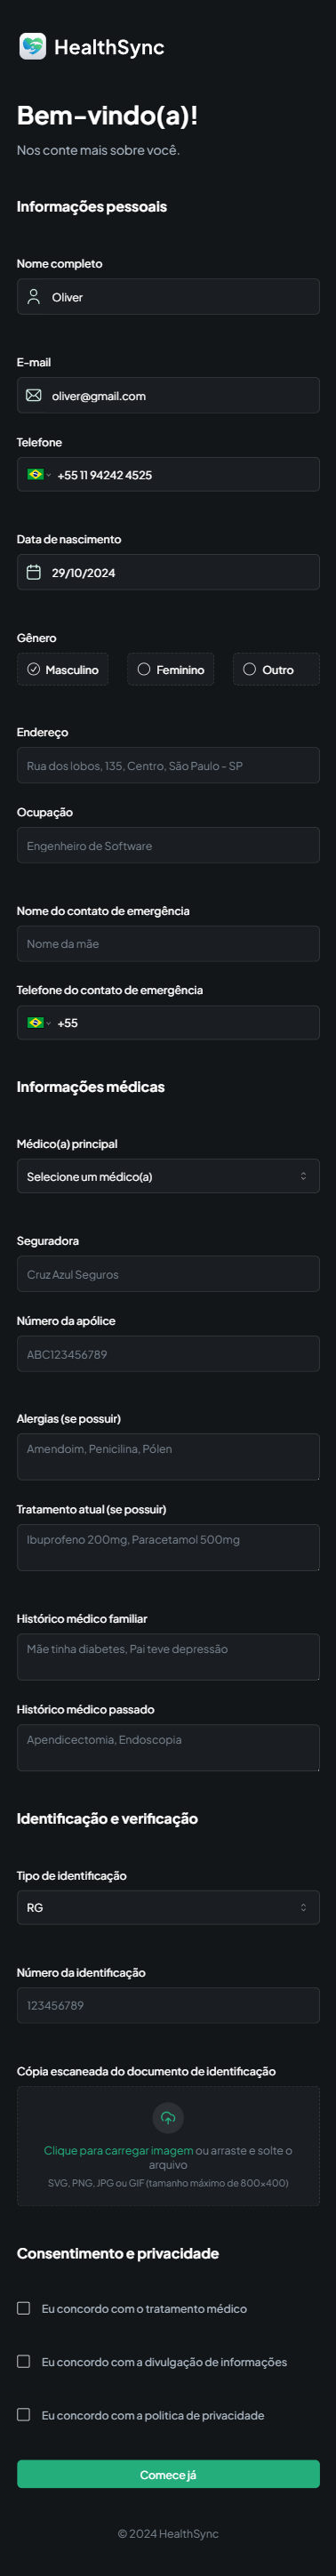 HealthSync
Bem-vindo(a)!
Nos conte mais sobre você.
Informações pessoais
Nome completo
Oliver
E-mail
oliver@gmail.com
Telefone
+55 11 94242 4525
Data de nascimento
29/10/2024
Gênero
Masculino Feminino Outro
Endereço
Rua dos lobos, 135, Centro, São Paulo - SP
Ocupação
Engenheiro de Software
Nome do contato de emergência
Nome da mãe
Telefone do contato de emergência
+55
Informações médicas
Médico(a) principal
Selecione um médico(a)
Seguradora
Cruz Azul Seguros
Número da apólice
ABC123456789
Alergias (se possuir)
Amendoim, Penicilina, Pólen
Tratamento atual (se possuir)
Ibuprofeno 200mg, Paracetamol 500mg
Histórico médico familiar
Mãe tinha diabetes, Pai teve depressão
Histórico médico passado
Apendicectomia, Endoscopia
Identificação e verificação
Tipo de identificação
RG
Número da identificação
123456789
Cópia escaneada do documento de identificação
Clique para carregar imagem ou arraste e solte o
arquivo
SVG, PNG, JPG ou GIF (tamanho máximo de 800x400)
Consentimento e privacidade
Eu concordo com o tratamento médico
Eu concordo com a divulgação de informações
Eu concordo com a politica de privacidade
Comece já
© 2024 HealthSync